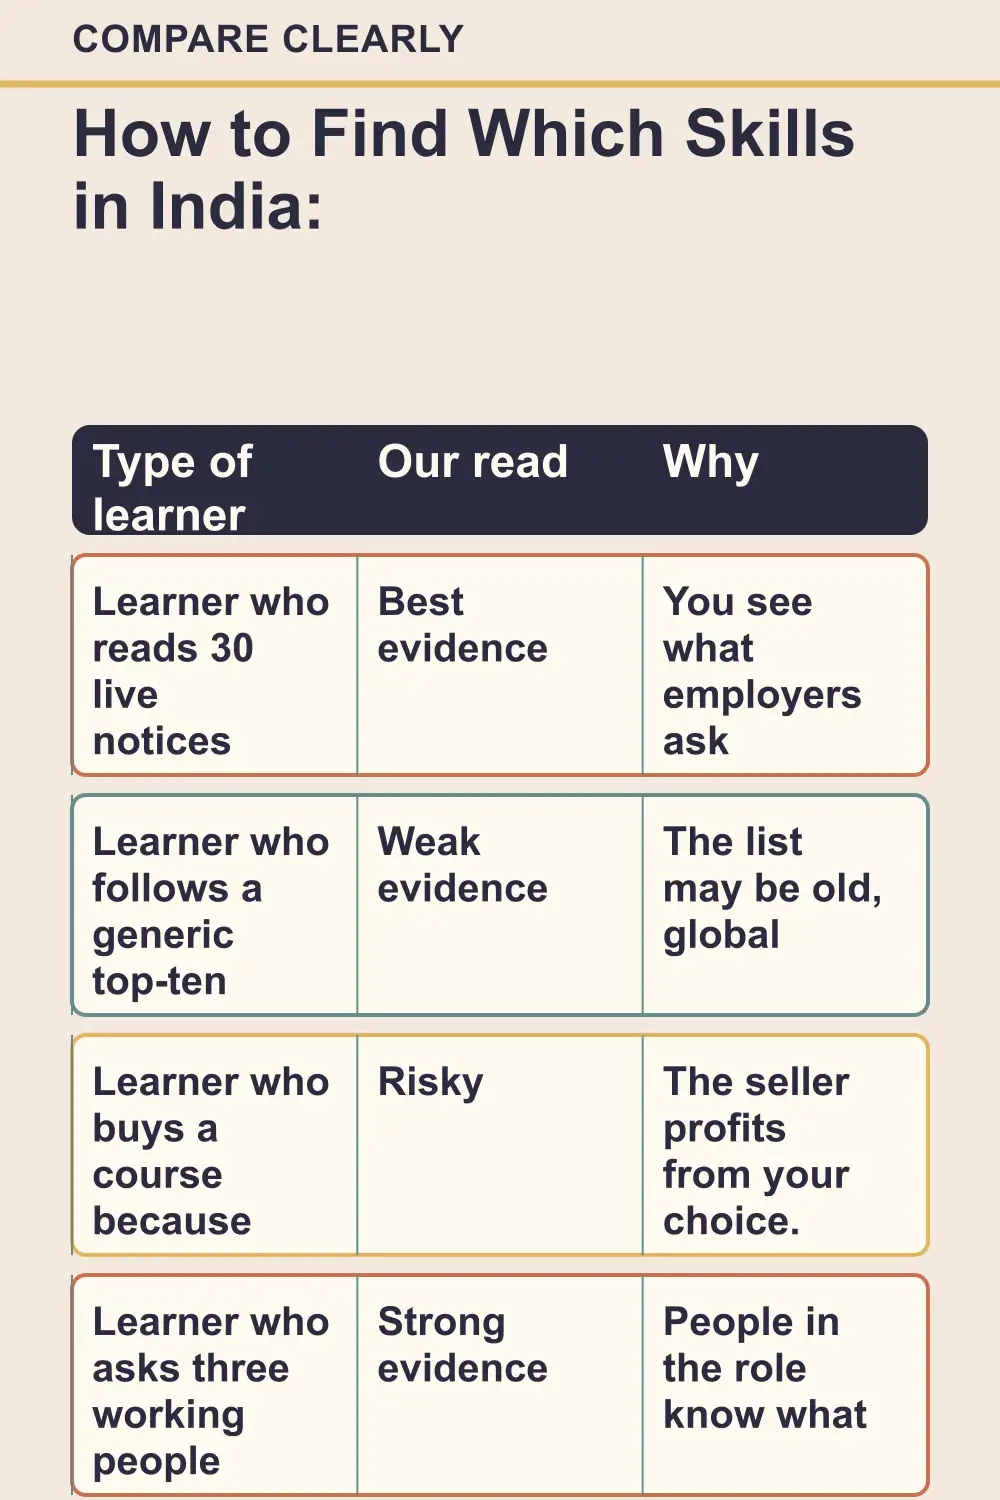 COMPARE CLEARLY
How to Find Which Skills
in India:
Type of
learner
Our read
Why
Learner who
reads 30
live
notices
Best
evidence
You see
what
employers
ask
Learner who
follows a
generic
top-ten
Weak
evidence
The list
may be old,
global
Learner who
buys a
course
because
Risky
The seller
profits
from your
choice.
Learner who
asks three
working
people
Strong
evidence
People in
the role
know what